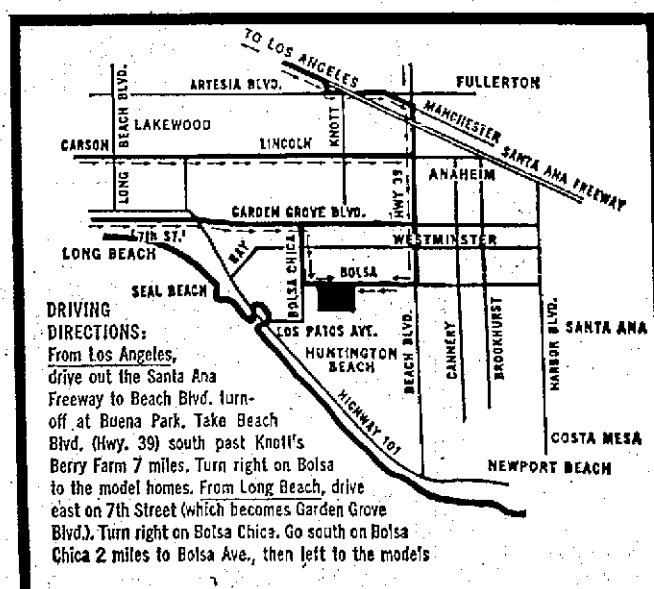 TO LOS ANGELES
ARTESIA BLVD.
FULLERTON
LONG BEACH BLVD.
LAKEWOOD
KNOTT
MANCHESTER
SANTA ANA FREEWAY
CARSON
LINCOLN
HWY 39
ANAHEIM
GARDEN GROVE BLVD.
7th ST.
WESTMINSTER
LONG BEACH
BAY
BOLSA CHICA
BOLSA
SEAL BEACH
LOS PATOS AVE.
HUNTINGTON
BEACH
BEACH BLVD.
CANNERY
BROOKHURST
HARBOR BLVD.
SANTA ANA
HIGHWAY 101
COSTA MESA
NEWPORT BEACH
DRIVING
DIRECTIONS:
From Los Angeles,
drive out the Santa Ana
Freeway to Beach Blvd. turn-
off at Buena Park. Take Beach
Blvd. (Hwy. 39) south past Knott's
Berry Farm 7 miles. Turn right on Bolsa
to the model homes. From Long Beach, drive
east on 7th Street (which becomes Garden Grove
Blvd.). Turn right on Bolsa Chica. Go south on Bolsa
Chica 2 miles to Bolsa Ave., then left to the models